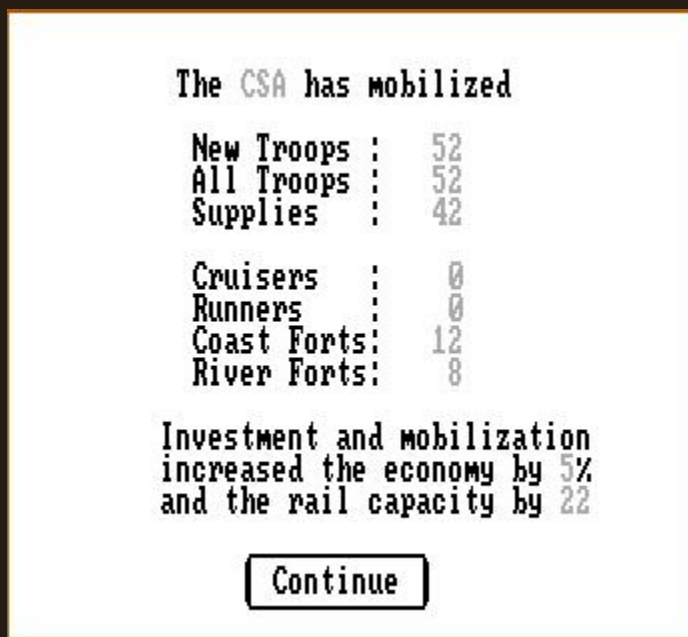 The CSA has mobilized
New Troops : 52
All Troops : 52
Supplies : 42
Cruisers : 0
Runners : 0
Coast Forts: 12
River Forts: 8
Investment and mobilization
increased the economy by 5%
and the rail capacity by 22
Continue